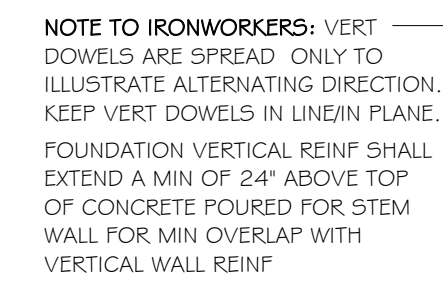 NOTE TO IRONWORKERS: VERT
DOWELS ARE SPREAD ONLY TO
ILLUSTRATE ALTERNATING DIRECTION.
KEEP VERT DOWELS IN LINE/IN PLANE.
FOUNDATION VERTICAL REINF SHALL
EXTEND A MIN OF 24" ABOVE TOP
OF CONCRETE POURED FOR STEM
WALL FOR MIN OVERLAP WITH
VERTICAL WALL REINF